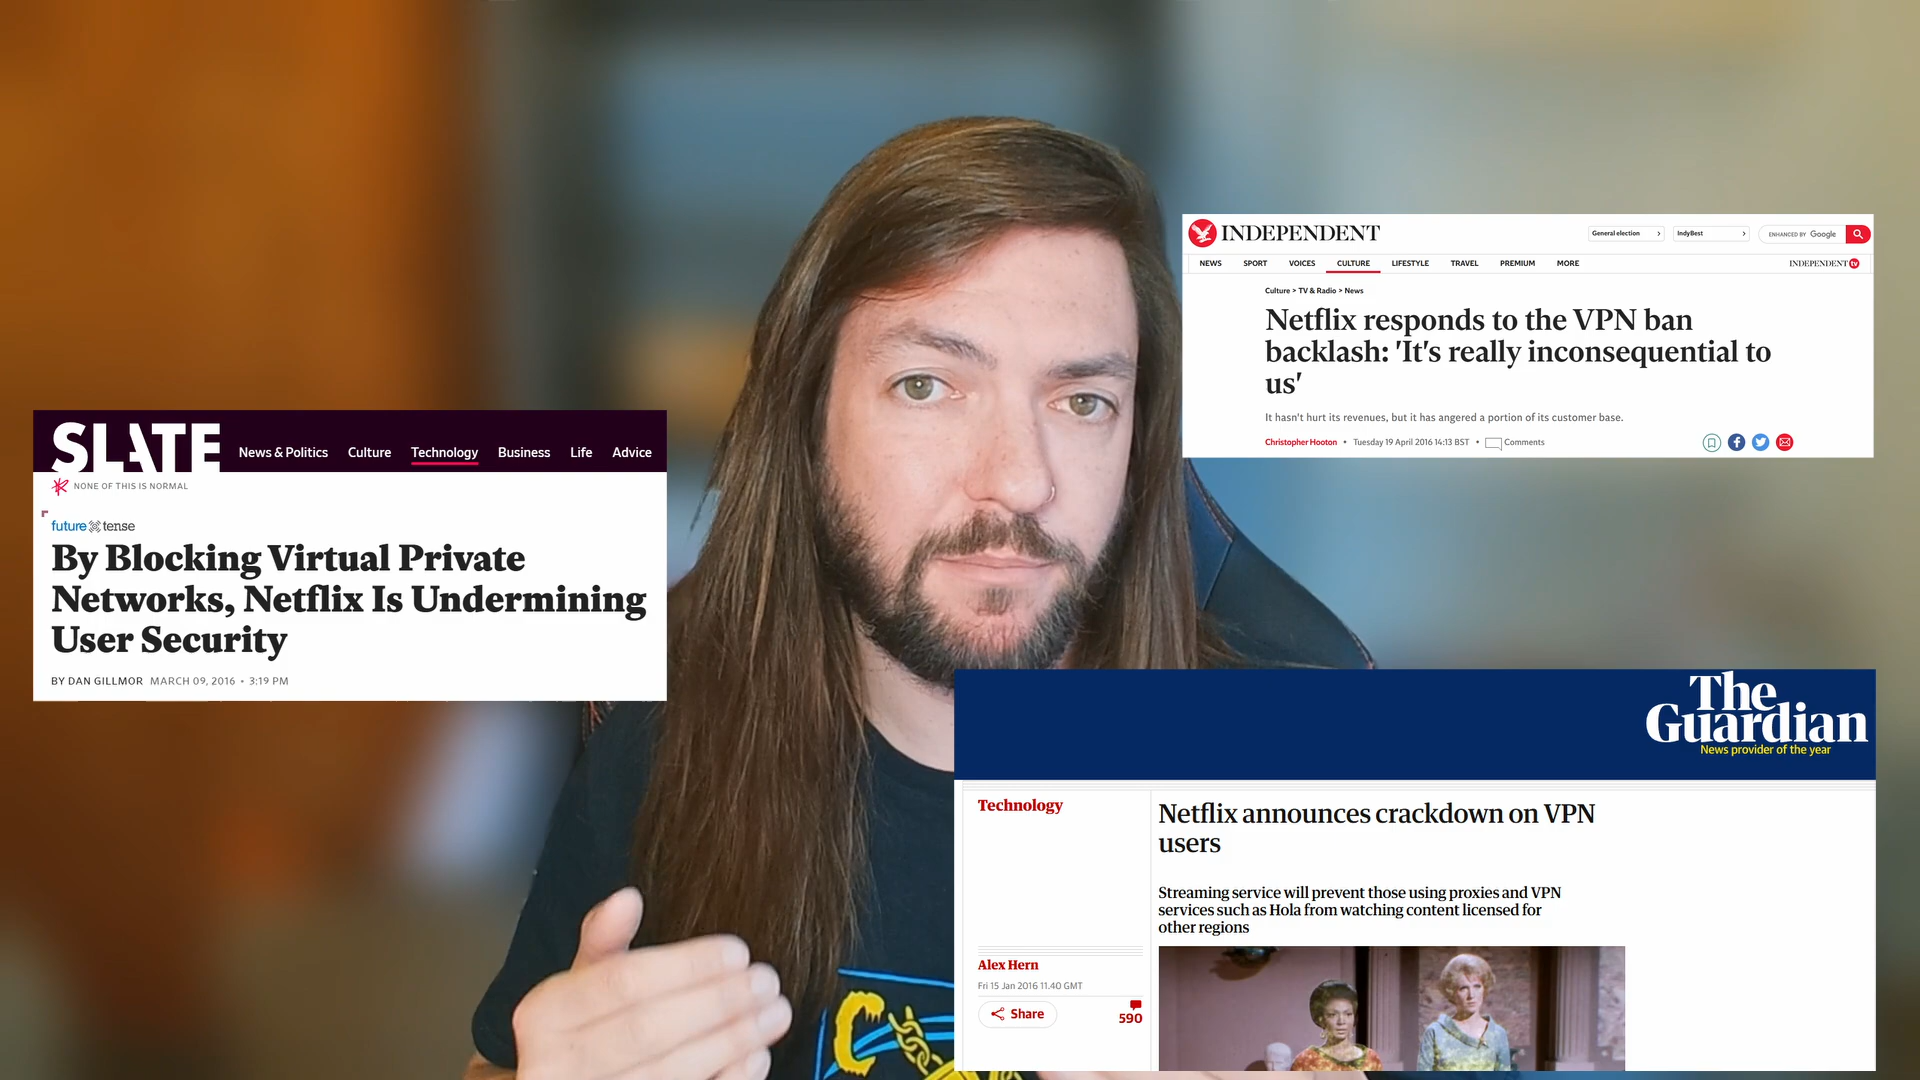 SLATE
News & Politics Culture Technology Business Life Advice
NONE OF THIS IS NORMAL
future tense
By Blocking Virtual Private
Networks, Netflix Is Undermining
User Security
BY DAN GILLMOR MARCH 09, 2016 • 3:19 PM
INDEPENDENT
General election
IndyBest
ENHANCED BY Google
NEWS SPORT VOICES CULTURE LIFESTYLE TRAVEL PREMIUM MORE
INDEPENDENT tv
Culture > TV & Radio > News
Netflix responds to the VPN ban
backlash: 'It's really inconsequential to
us'
It hasn't hurt its revenues, but it has angered a portion of its customer base.
Christopher Hooton • Tuesday 19 April 2016 14:13 BST • Comments
The
Guardian
News provider of the year
Technology
Netflix announces crackdown on VPN
users
Streaming service will prevent those using proxies and VPN
services such as Hola from watching content licensed for
other regions
Alex Hern
Fri 15 Jan 2016 11.40 GMT
Share
590